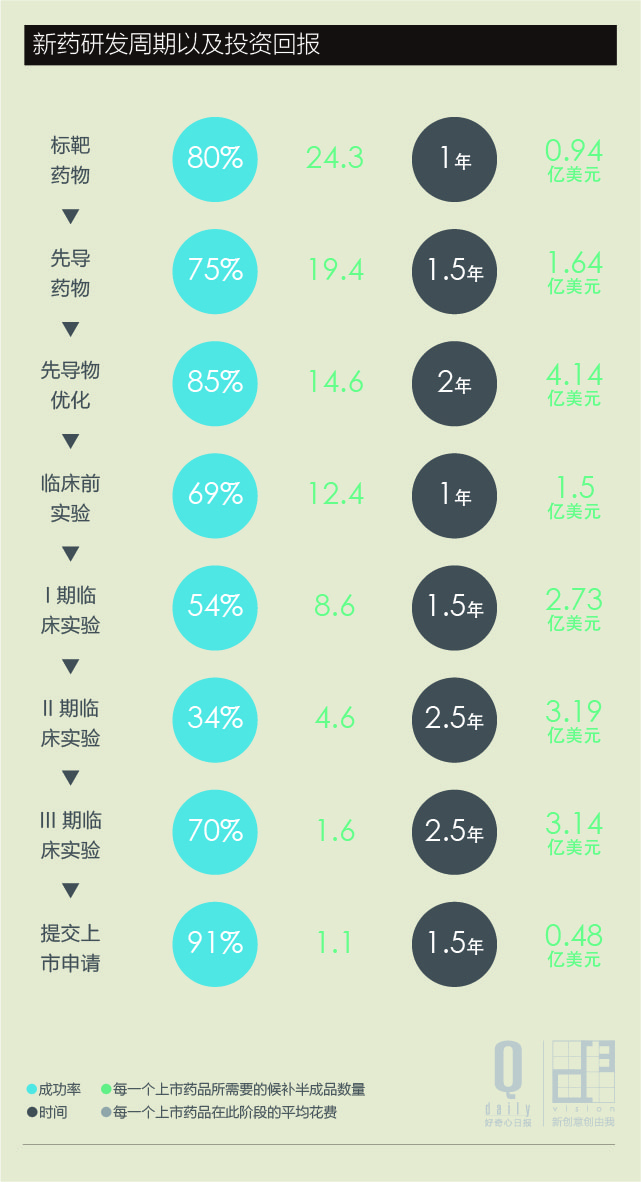 新药研发周期以及投资回报
标靶
药物
80%
24.3
1年
0.94
亿美元
先导
药物
75%
19.4
1.5年
1.64
亿美元
先导物
优化
85%
14.6
2年
4.14
亿美元
临床前
实验
69%
12.4
1年
1.5
亿美元
I 期临
床实验
54%
8.6
1.5年
2.73
亿美元
II 期临
床实验
34%
4.6
2.5年
3.19
亿美元
III 期临
床实验
70%
1.6
2.5年
3.14
亿美元
提交上
市申请
91%
1.1
1.5年
0.48
亿美元
成功率
每一个上市药品所需要的候补半成品数量
时间
每一个上市药品在此阶段的平均花费
Q
daily
好奇心日报
vision
新创意创由我